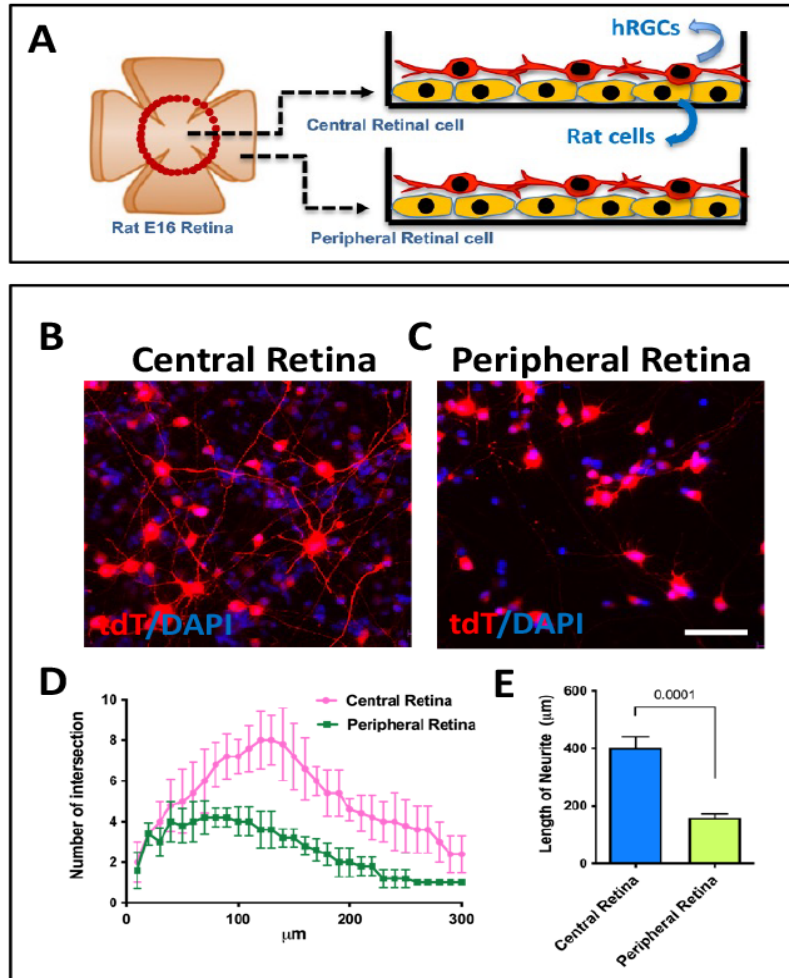 A
hRGCs
Central Retinal cell
Rat cells
Rat E16 Retina
Peripheral Retinal cell
B
Central Retina
C
Peripheral Retina
tdT/DAPI
tdT/DAPI
D
Number of intersection
10
8
6
4
2
0
0
100
200
300
μm
Central Retina
Peripheral Retina
E
Length of Neurite (μm)
600
400
200
0
0.0001
Central Retina
Peripheral Retina